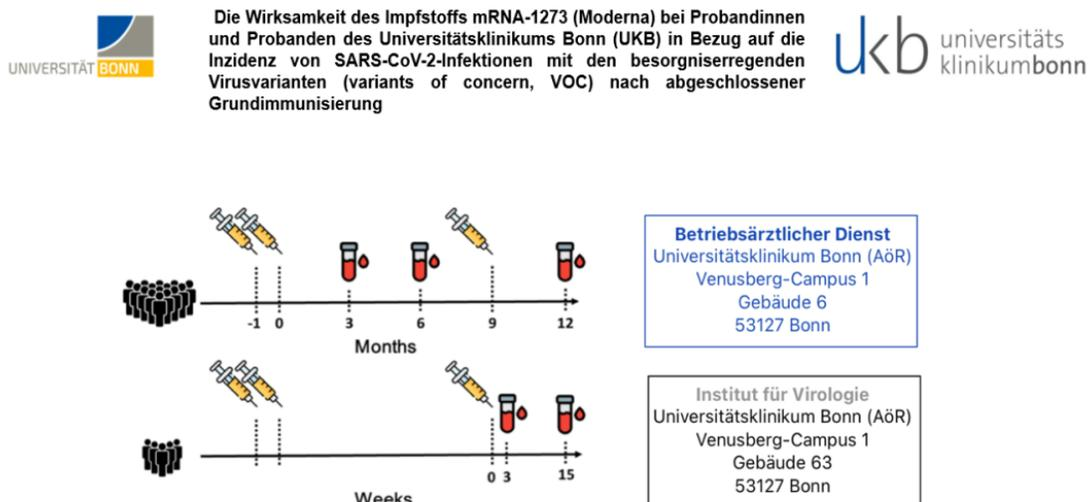 UNIVERSITÄT BONN
Die Wirksamkeit des Impfstoffs mRNA-1273 (Moderna) bei Probandinnen
und Probanden des Universitätsklinikums Bonn (UKB) in Bezug auf die
Inzidenz von SARS-CoV-2-Infektionen mit den besorgniserregenden
Virusvarianten (variants of concern, VOC) nach abgeschlossener
Grundimmunisierung
ukb universitäts
klinikumbonn
-1 0 3 6 9 12
Months
Betriebsärztlicher Dienst
Universitätsklinikum Bonn (AöR)
Venusberg-Campus 1
Gebäude 6
53127 Bonn
0 3 15
Weeks
Institut für Virologie
Universitätsklinikum Bonn (AöR)
Venusberg-Campus 1
Gebäude 63
53127 Bonn